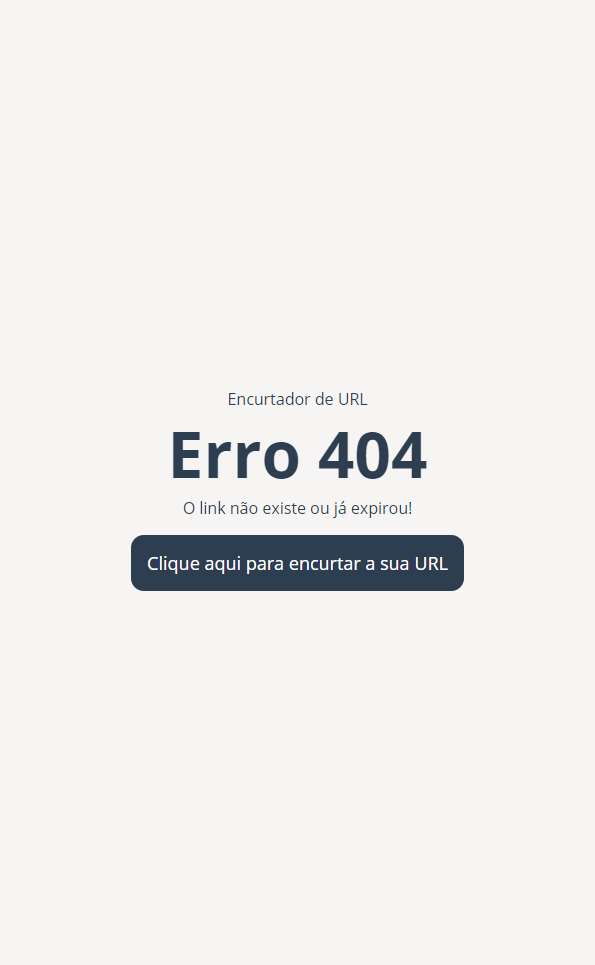 Encurtador de URL
Erro 404
O link não existe ou já expirou!
Clique aqui para encurtar a sua URL